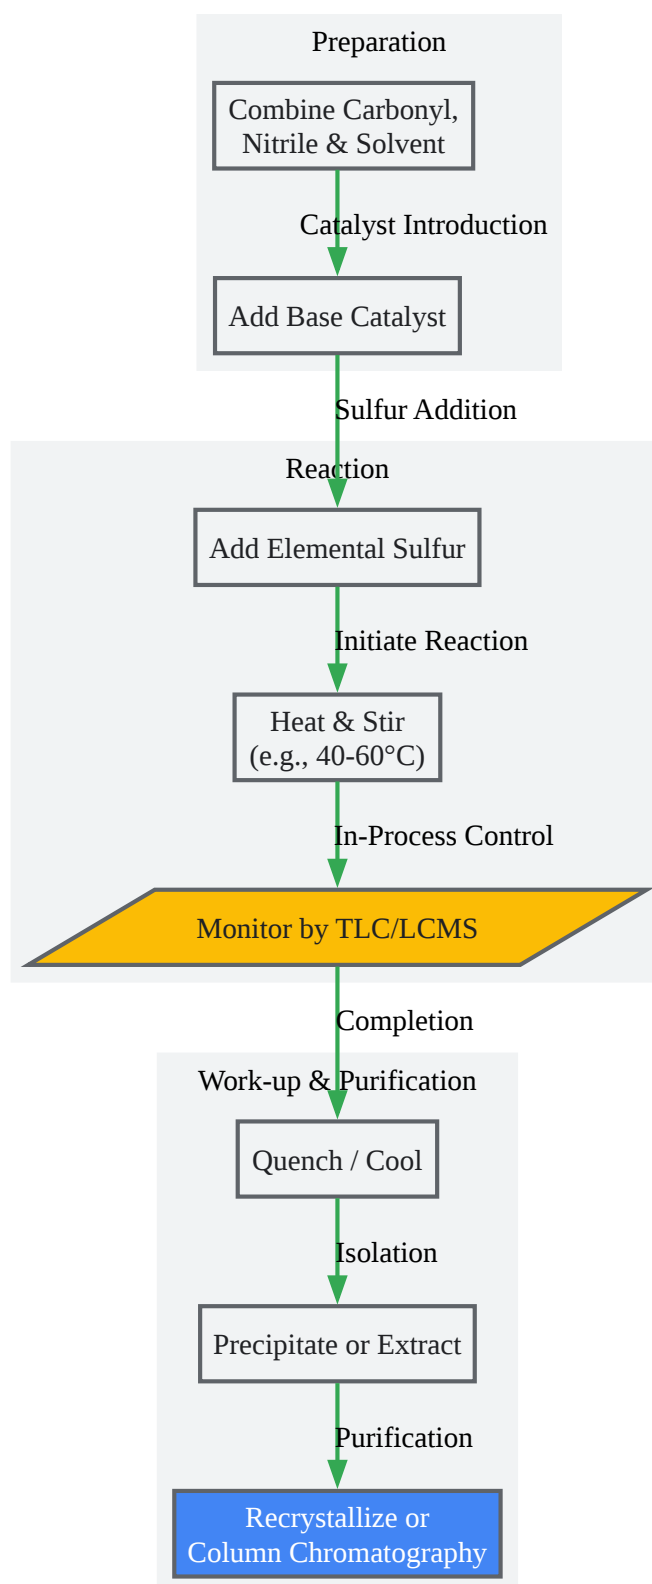 Preparation
Combine Carbonyl,
Nitrile & Solvent
Catalyst Introduction
Add Base Catalyst
Sulfur Addition
Reaction
Add Elemental Sulfur
Initiate Reaction
Heat & Stir
(e.g., 40-60°C)
In-Process Control
Monitor by TLC/LCMS
Completion
Work-up & Purification
Quench / Cool
Isolation
Precipitate or Extract
Purification
Recrystallize or
Column Chromatography